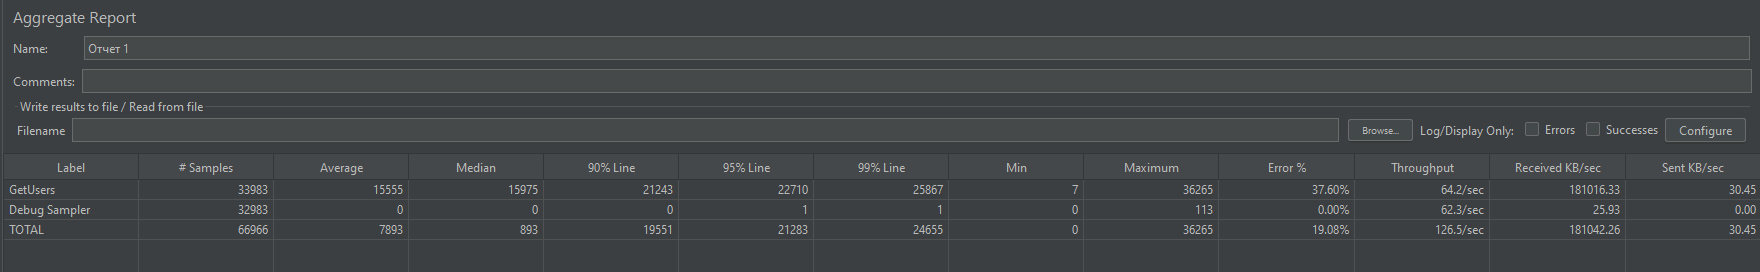 Aggregate Report
Name: Отчет 1
Comments:
Write results to file / Read from file
Filename Browse... Log/Display Only: Errors Successes Configure
Label # Samples Average Median 90% Line 95% Line 99% Line Min Maximum Error % Throughput Received KB/sec Sent KB/sec
GetUsers 33983 15555 15975 21243 22710 25867 7 36265 37.60% 64.2/sec 181016.33 30.45
Debug Sampler 32983 0 0 0 1 1 0 113 0.00% 62.3/sec 25.93 0.00
TOTAL 66966 7893 893 19551 21283 24655 0 36265 19.08% 126.5/sec 181042.26 30.45